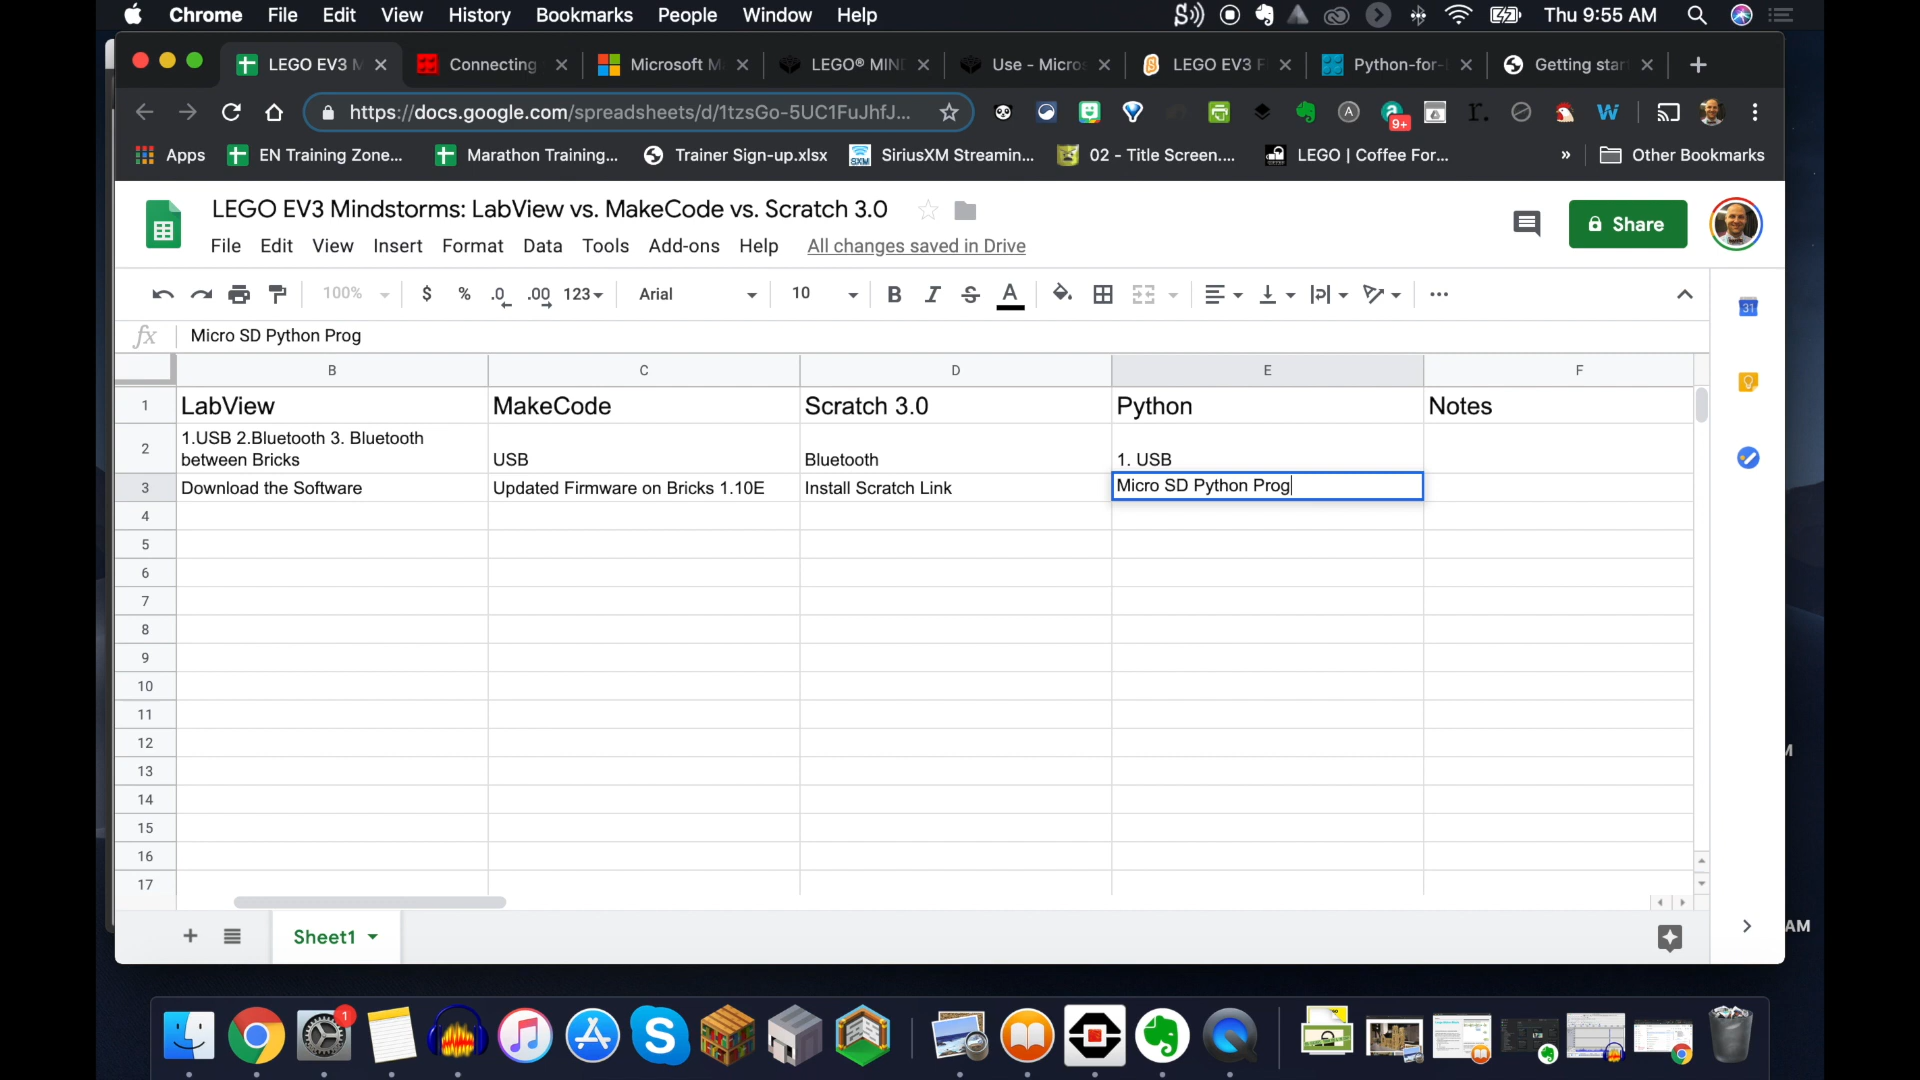 Chrome File Edit View History Bookmarks People Window Help Thu 9:55 AM
LEGO EV3 M Connecting Microsoft M LEGO® MIN Use - Micro LEGO EV3 F Python-for- Getting star
https://docs.google.com/spreadsheets/d/1tzsGo-5UC1FuJhfJ... 9+
Apps EN Training Zone... Marathon Training... Trainer Sign-up.xlsx SiriusXM Streamin... 02 - Title Screen.... LEGO | Coffee For... » Other Bookmarks
LEGO EV3 Mindstorms: LabView vs. MakeCode vs. Scratch 3.0
File Edit View Insert Format Data Tools Add-ons Help All changes saved in Drive
Share
100% $ % .0 .00 123 Arial 10 B I S A
31
fx Micro SD Python Prog
B C D E F
1 LabView MakeCode Scratch 3.0 Python Notes
2 1.USB 2.Bluetooth 3. Bluetooth
between Bricks USB Bluetooth 1. USB
3 Download the Software Updated Firmware on Bricks 1.10E Install Scratch Link Micro SD Python Prog
4
5
6
7
8
9
10
11
12
13
14
15
16
17
Sheet1
AM
1